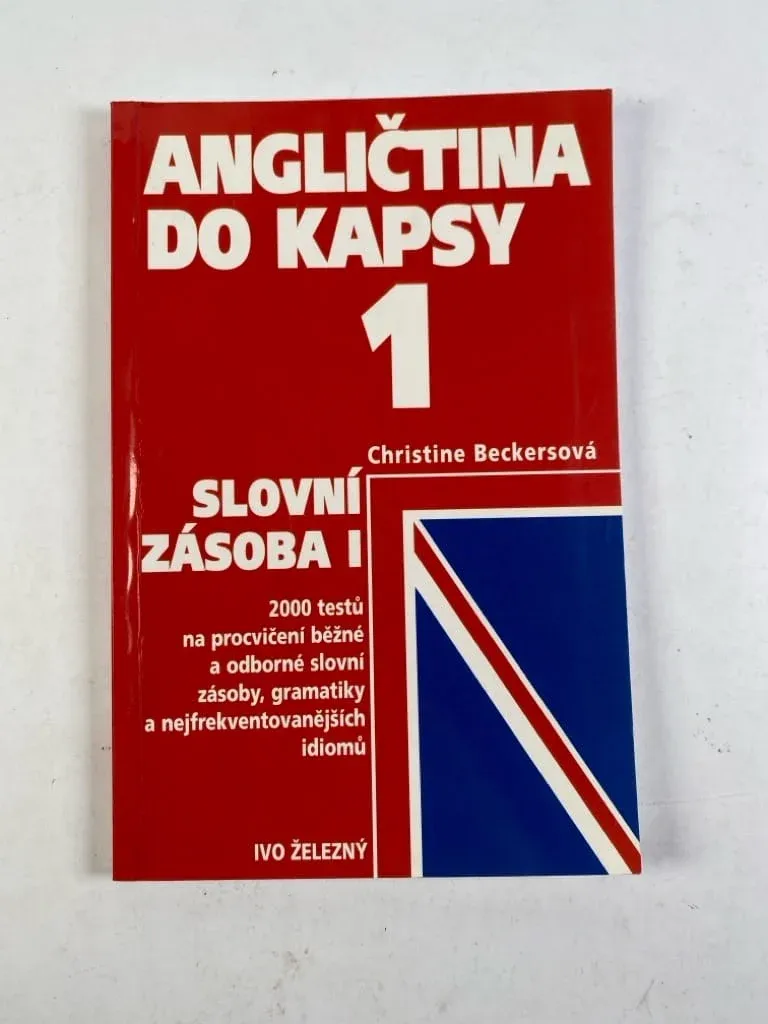 ANGLIČTINA
DO KAPSY
1
Christine Beckersová
SLOVNÍ
ZÁSOBA I
2000 testů
na procvičení běžné
a odborné slovní
zásoby, gramatiky
a nejfrekventovanějších
idiomů
IVO ŽELEZNÝ